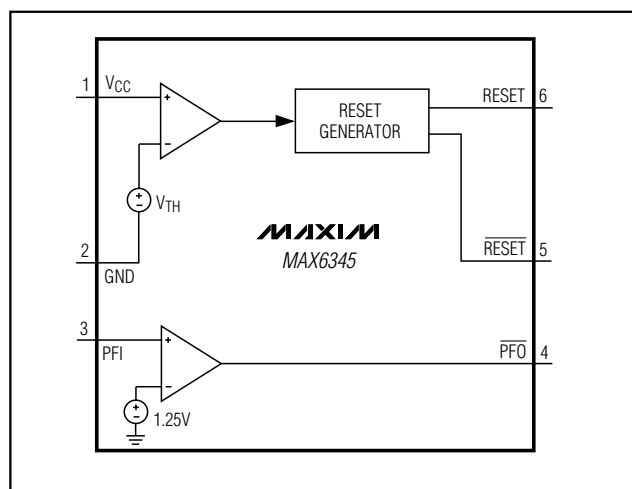 1 VCC
RESET 6
RESET
GENERATOR
+
−
+
− VTH
MAXIM
MAX6345
2
GND
RESET 5
3
PFI
+
PFO 4
−
+
− 1.25V